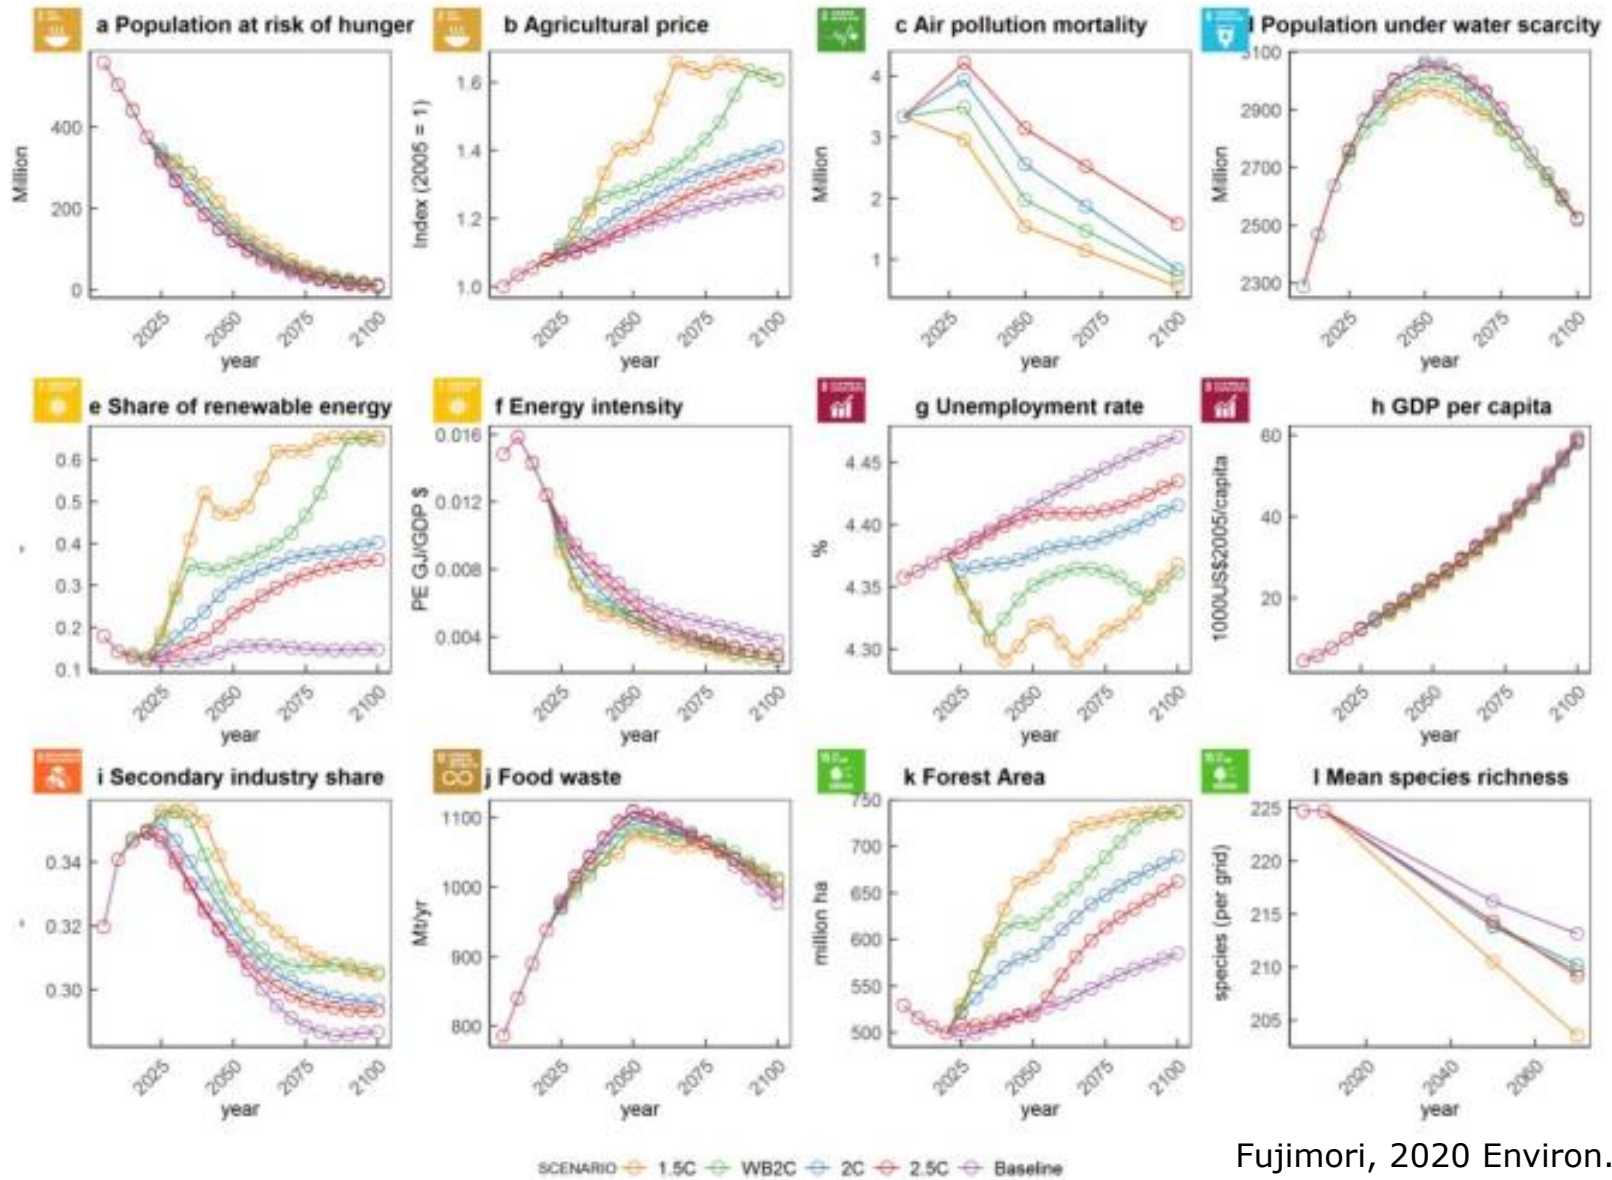 a Population at risk of hunger
Million
400
200
0
2025
2050
2075
2100
year
b Agricultural price
Index (2005 = 1)
1.6
1.4
1.2
1.0
2025
2050
2075
2100
year
c Air pollution mortality
Million
4
3
2
1
2025
2050
2075
2100
year
Population under water scarcity
Million
3100
2900
2700
2500
2300
2025
2050
2075
2100
year
e Share of renewable energy
-
0.6
0.5
0.4
0.3
0.2
0.1
2025
2050
2075
2100
year
f Energy intensity
PE GJ/GDP $
0.016
0.012
0.008
0.004
2025
2050
2075
2100
year
g Unemployment rate
%
4.45
4.40
4.35
4.30
2025
2050
2075
2100
year
h GDP per capita
1000US$2005/capita
60
40
20
2025
2050
2075
2100
year
i Secondary industry share
-
0.34
0.32
0.30
2025
2050
2075
2100
year
j Food waste
Mt/yr
1100
1000
900
800
2025
2050
2075
2100
year
k Forest Area
million ha
750
700
650
600
550
500
2025
2050
2075
2100
year
l Mean species richness
species (per grid)
225
220
215
210
205
2020
2040
2060
year
SCENARIO 1.5C WB2C 2C 2.5C Baseline
Fujimori, 2020 Environ.